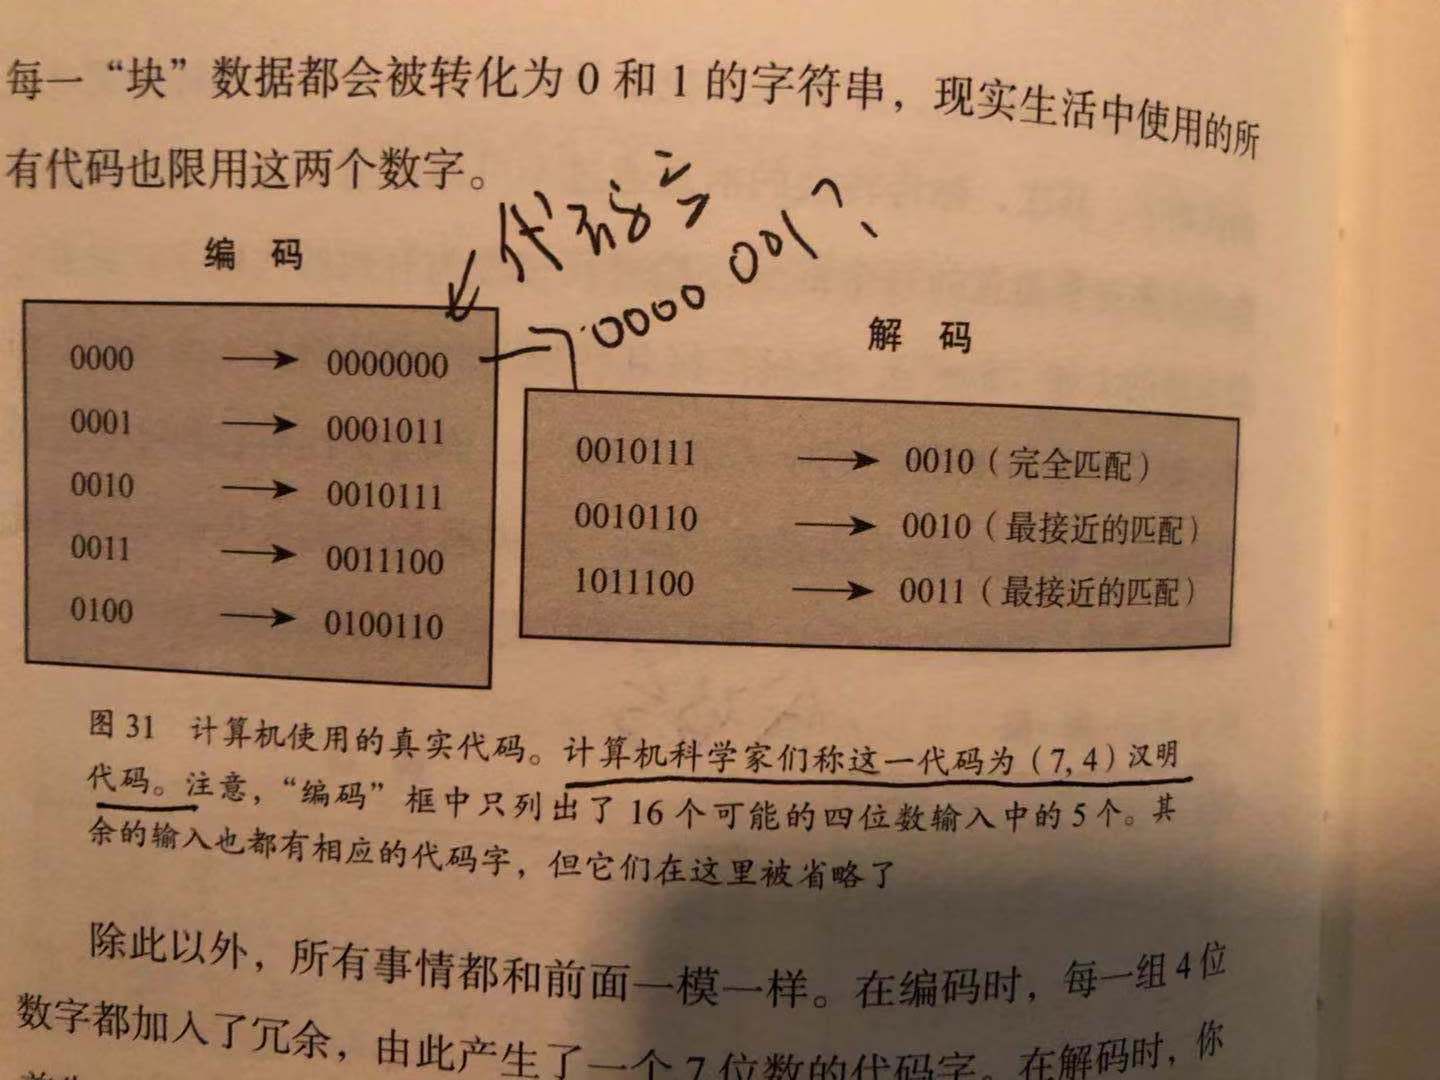 每一“块”数据都会被转化为 0 和 1 的字符串，现实生活中使用的所
有代码也限用这两个数字。
代码字
0000 001?
编 码
0000 → 0000000
0001 → 0001011
0010 → 0010111
0011 → 0011100
0100 → 0100110
解 码
0010111 → 0010（完全匹配）
0010110 → 0010（最接近的匹配）
1011100 → 0011（最接近的匹配）
图 31 计算机使用的真实代码。计算机科学家们称这一代码为（7,4）汉明
代码。注意，“编码”框中只列出了 16 个可能的四位数输入中的 5 个。其
余的输入也都有相应的代码字，但它们在这里被省略了
除此以外，所有事情都和前面一模一样。在编码时，每一组 4 位
数字都加入了冗余，由此产生了一个 7 位数的代码字。在解码时，你